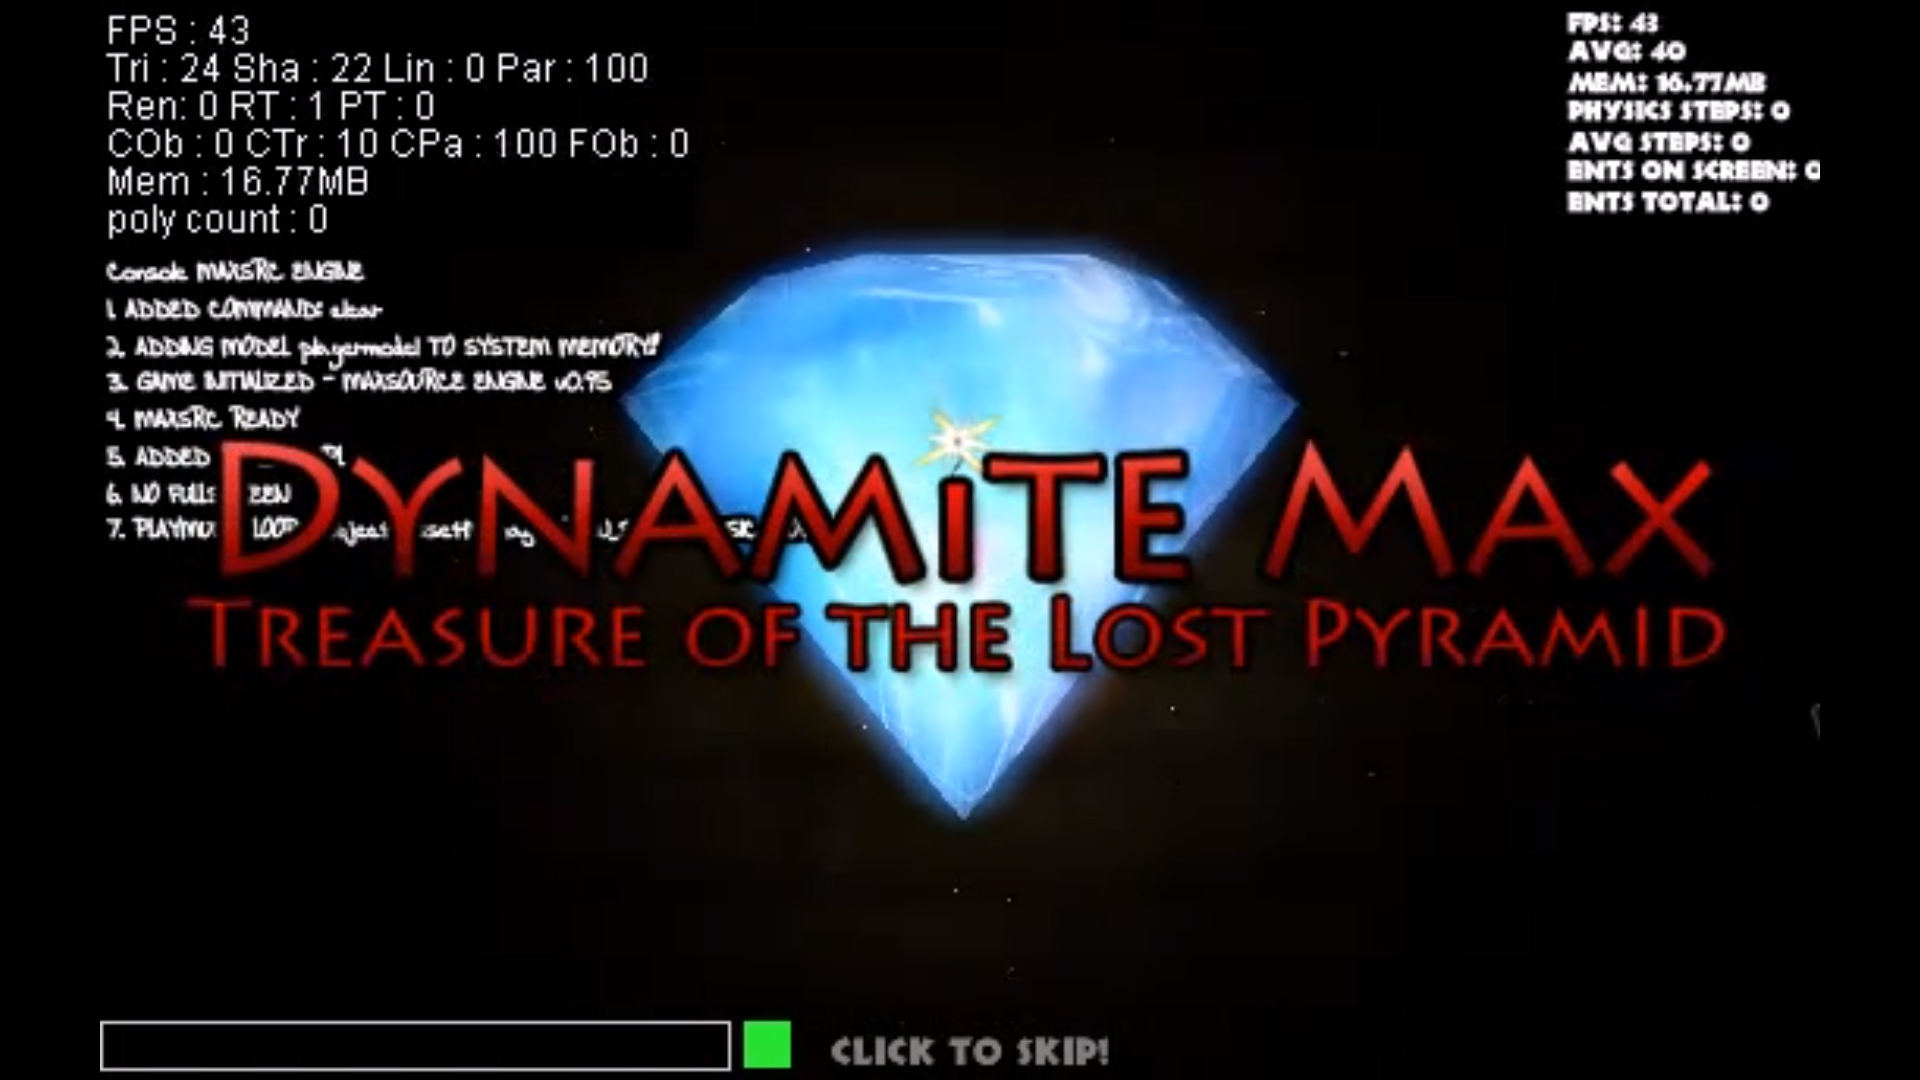 FPS : 43
Tri : 24 Sha : 22 Lin : 0 Par : 100
Ren: 0 RT : 1 PT : 0
COb : 0 CTr : 10 CPa : 100 FOb : 0
Mem : 16.77MB
poly count : 0
Console MAXSRC ENGINE
1. ADDED COMMAND: clear
2. ADDING MODEL playermodel TO SYSTEM MEMORY!
3. GAME INITIALIZED - MAXSOURCE ENGINE v0.95
4. MAXSRC READY
5. ADDED
6. NO
7.
FPS: 43
AVG: 40
MEM: 16.77MB
PHYSICS STEPS: 0
AVG STEPS: 0
ENTS ON SCREEN: 0
ENTS TOTAL: 0
DYNAMiTE MAX
TREASURE OF THE LOST PYRAMID
CLICK TO SKIP!